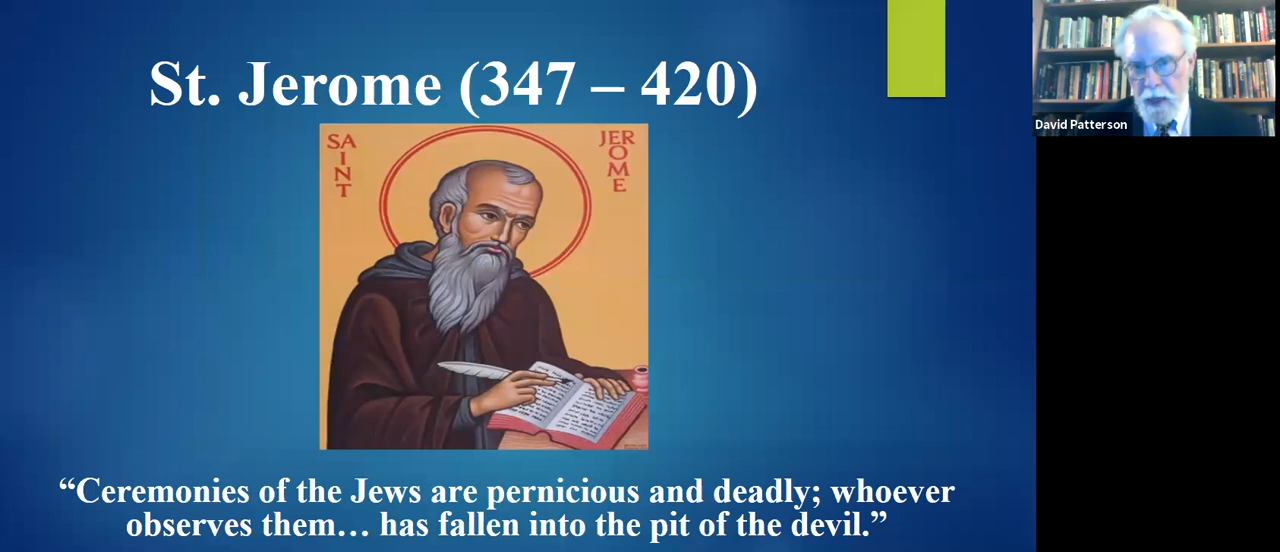 St. Jerome (347 – 420)
SAINT
JEROME
“Ceremonies of the Jews are pernicious and deadly; whoever
observes them… has fallen into the pit of the devil.”
David Patterson